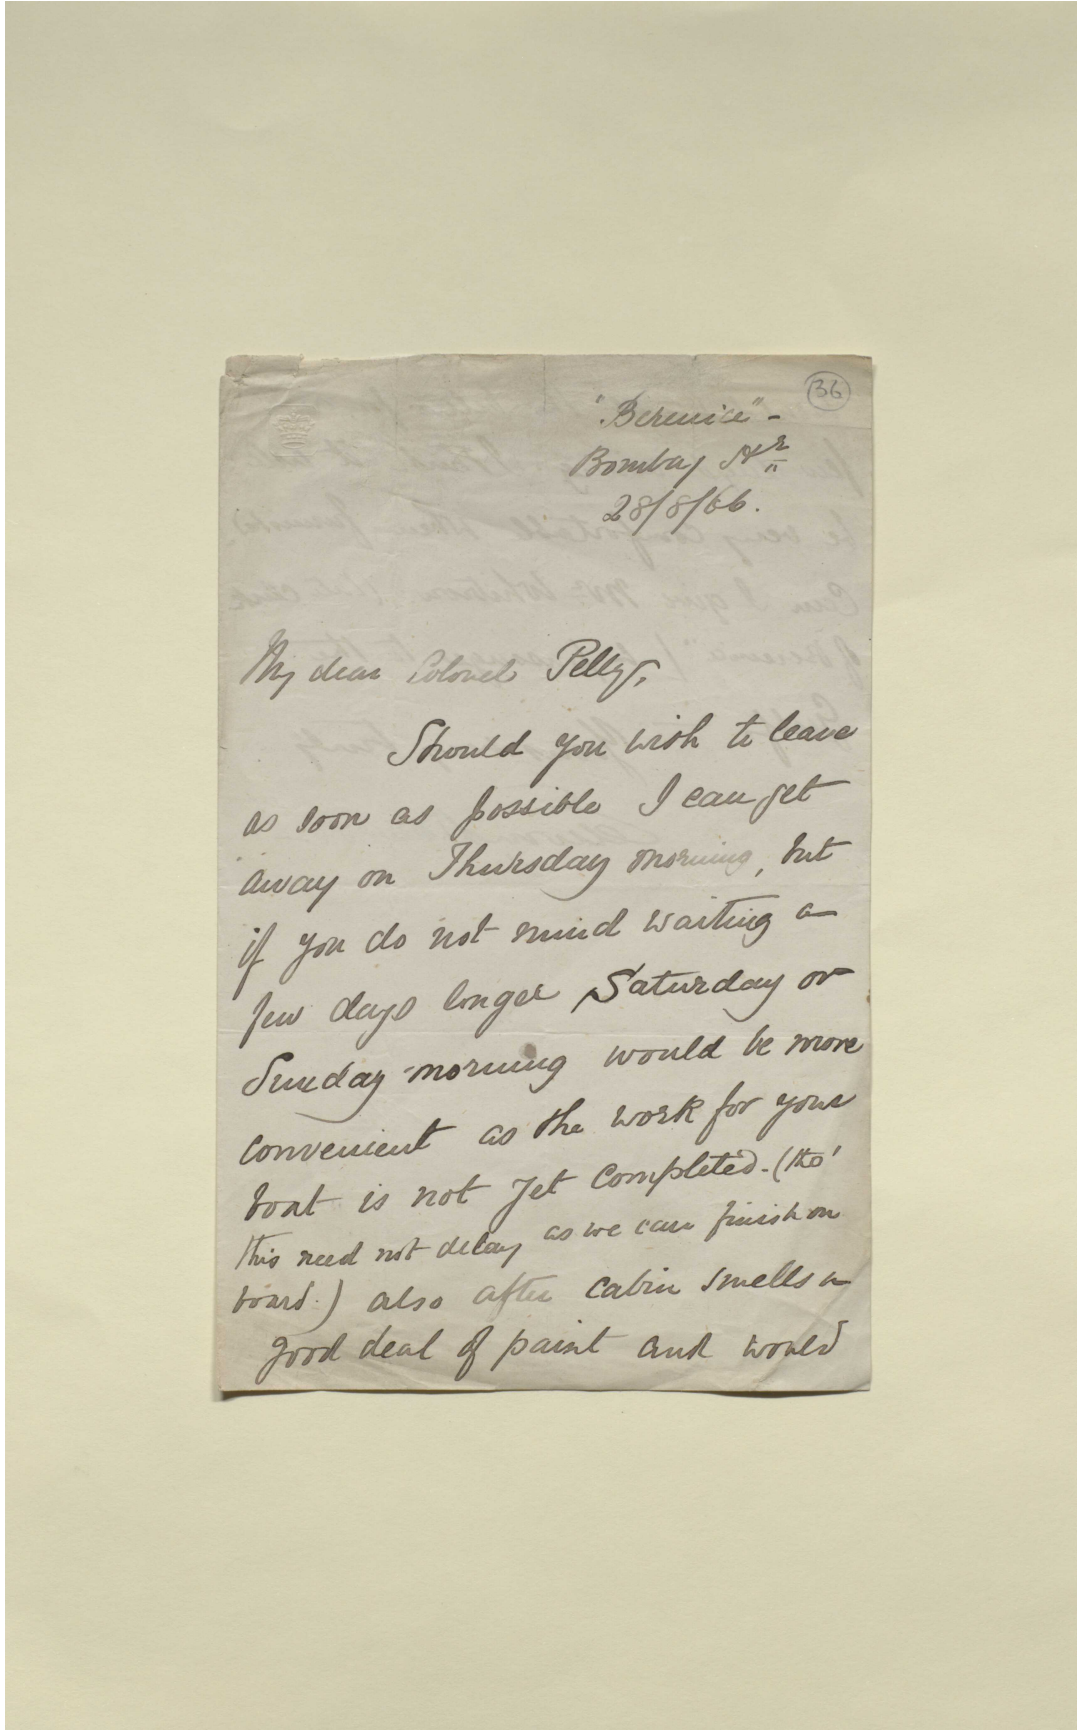 36
"Berenice" -
Bombay Hr
28/8/66.
My dear Colonel Pelly,
Should you wish to leave
as soon as possible I can get
away on Thursday morning, but
if you do not mind waiting a
few days longer Saturday or
Sunday morning would be more
convenient as the work for your
boat is not yet completed. (tho'
this need not delay as we can finish on
board.) also after cabin smells a
good deal of paint and would